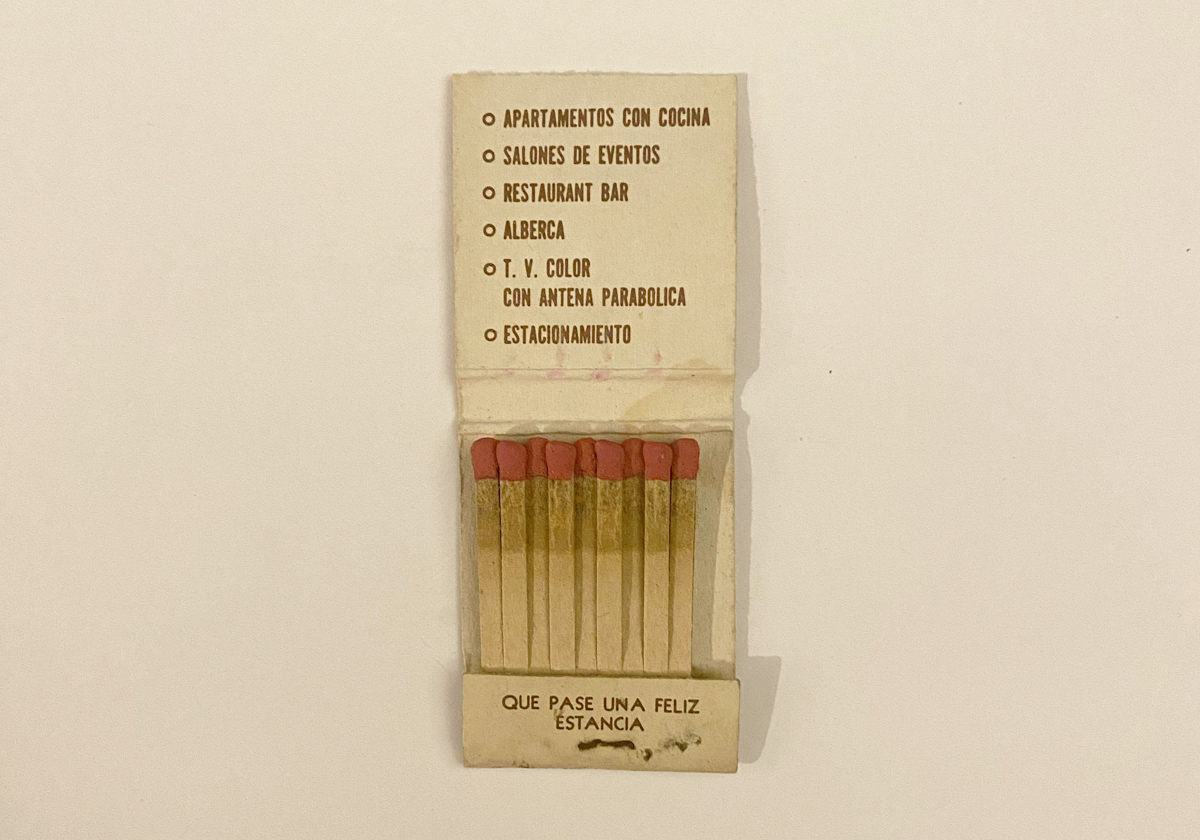 APARTAMENTOS CON COCINA
SALONES DE EVENTOS
RESTAURANT BAR
ALBERCA
T. V. COLOR
CON ANTENA PARABOLICA
ESTACIONAMIENTO
QUE PASE UNA FELIZ
ESTANCIA